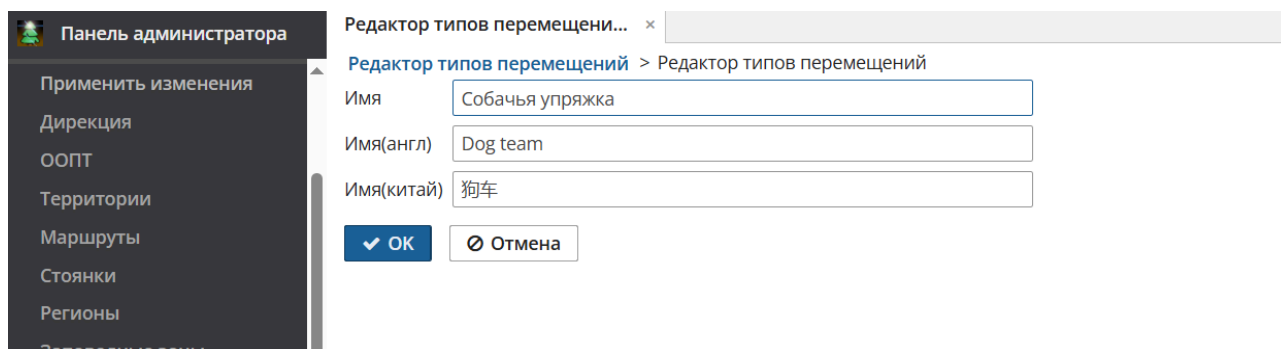 Панель администратора
Применить изменения
Дирекция
ООПТ
Территории
Маршруты
Стоянки
Регионы
Редактор типов перемещени... ×
Редактор типов перемещений > Редактор типов перемещений
Имя Собачья упряжка
Имя(англ) Dog team
Имя(китай) 狗车
OK Отмена